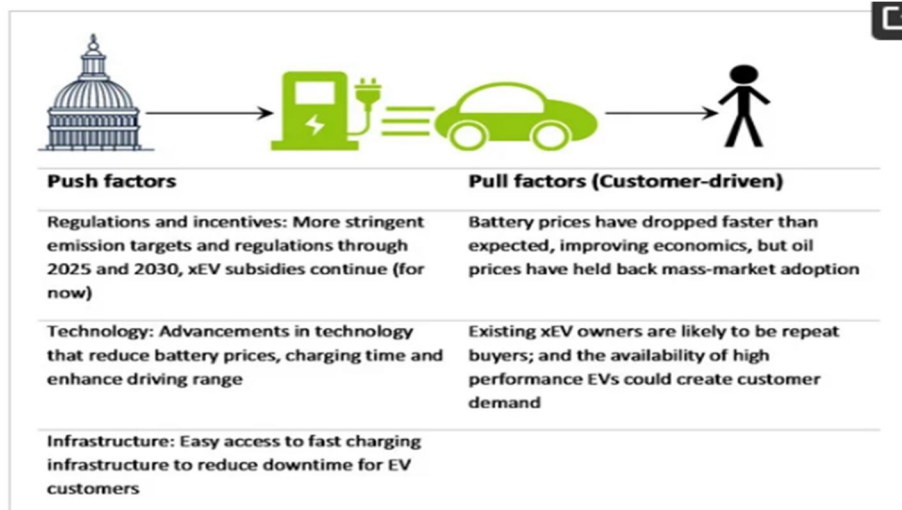 Push factors
Pull factors (Customer-driven)
Regulations and incentives: More stringent
emission targets and regulations through
2025 and 2030, xEV subsidies continue (for
now)
Battery prices have dropped faster than
expected, improving economics, but oil
prices have held back mass-market adoption
Technology: Advancements in technology
that reduce battery prices, charging time and
enhance driving range
Existing xEV owners are likely to be repeat
buyers; and the availability of high
performance EVs could create customer
demand
Infrastructure: Easy access to fast charging
infrastructure to reduce downtime for EV
customers